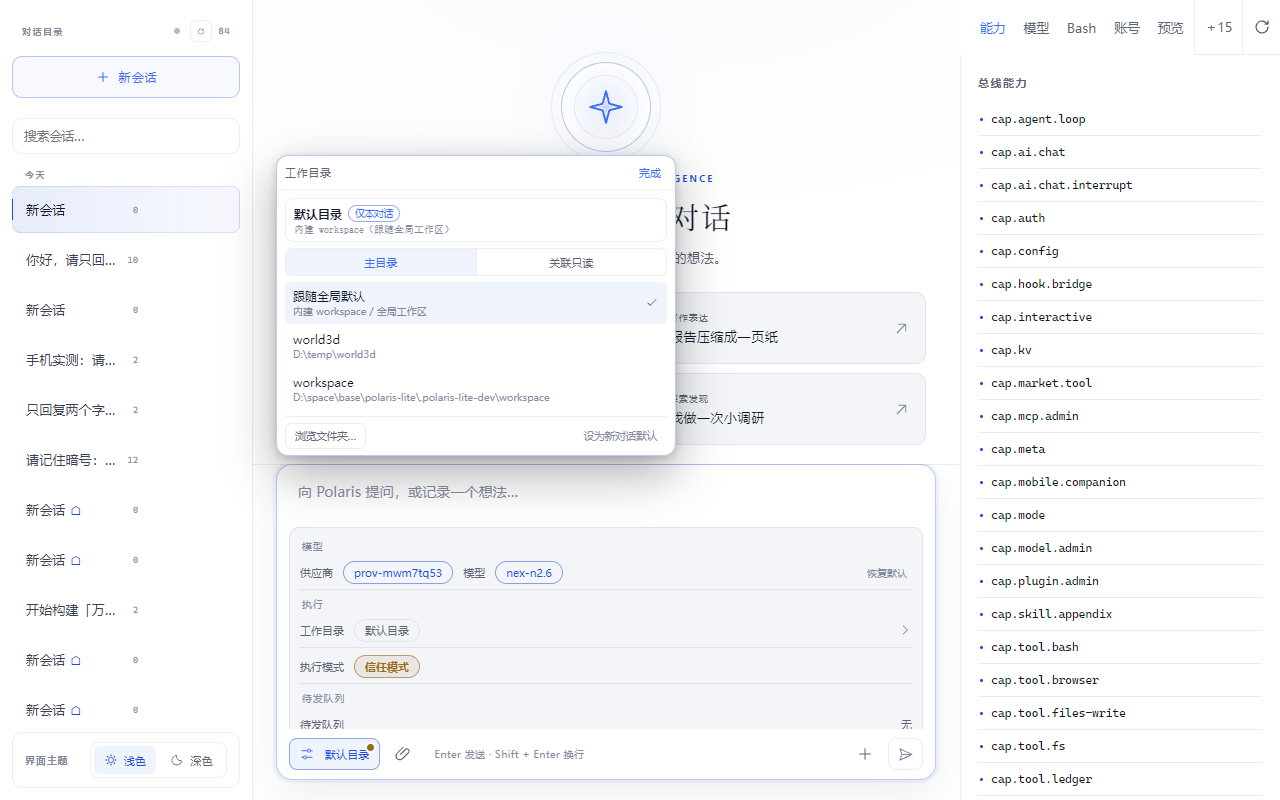 对话目录
84
新会话
搜索会话...
今天
新会话 0
你好，请只回... 10
新会话 0
手机实测：请... 2
只回复两个字... 2
请记住暗号：... 12
新会话 0
新会话 0
开始构建「万... 2
新会话 0
新会话 0
界面主题
浅色
深色
GENCE
对话
的想法。
作表达
报告压缩成一页纸
索发现
我做一次小调研
工作目录
完成
默认目录 仅本对话
内建 workspace（跟随全局工作区）
主目录
关联只读
跟随全局默认
内建 workspace / 全局工作区
world3d
D:\temp\world3d
workspace
D:\space\base\polaris-lite\.polaris-lite-dev\workspace
浏览文件夹...
设为新对话默认
向 Polaris 提问，或记录一个想法...
模型
供应商 prov-mwm7tq53 模型 nex-n2.6 恢复默认
执行
工作目录 默认目录
执行模式 信任模式
待发队列
待发队列 无
默认目录
Enter 发送 · Shift + Enter 换行
能力 模型 Bash 账号 预览 +15
总线能力
cap.agent.loop
cap.ai.chat
cap.ai.chat.interrupt
cap.auth
cap.config
cap.hook.bridge
cap.interactive
cap.kv
cap.market.tool
cap.mcp.admin
cap.meta
cap.mobile.companion
cap.mode
cap.model.admin
cap.plugin.admin
cap.skill.appendix
cap.tool.bash
cap.tool.browser
cap.tool.files-write
cap.tool.fs
cap.tool.ledger